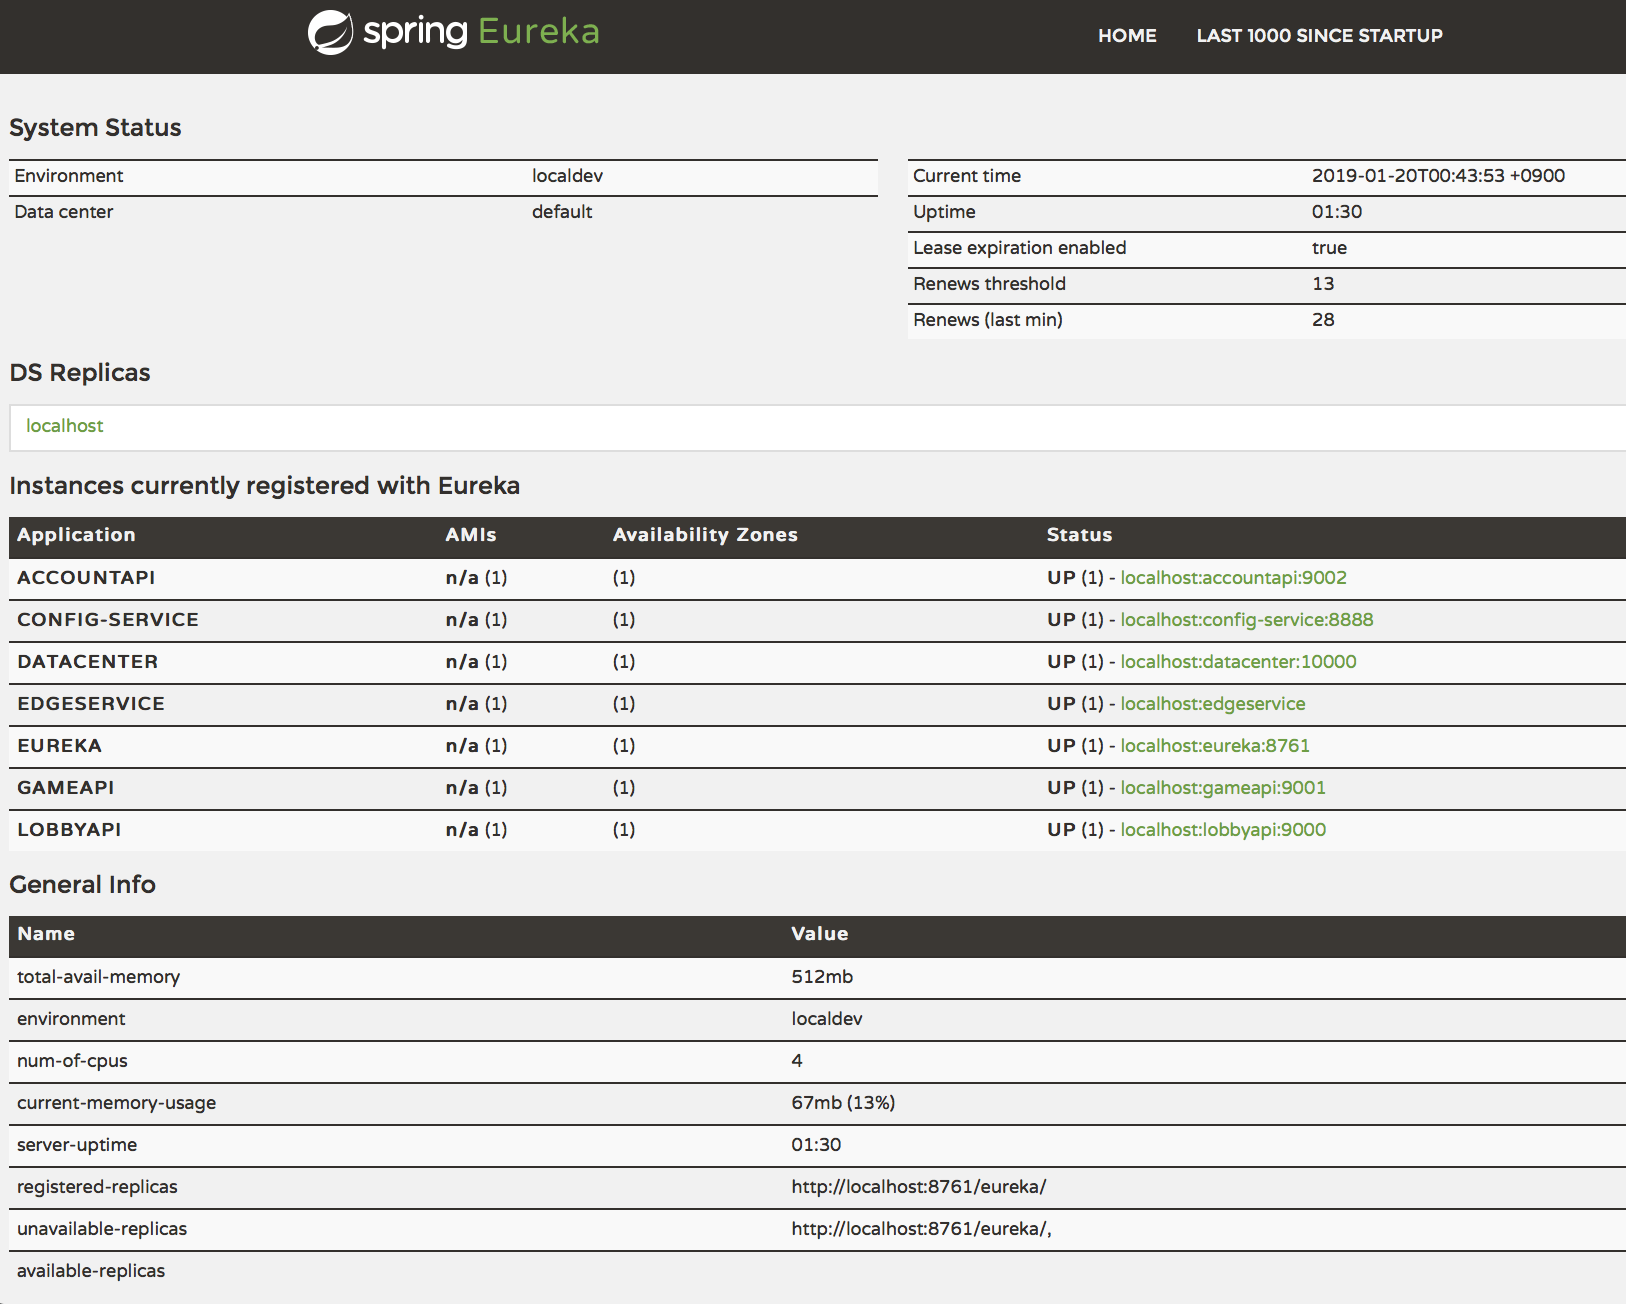 spring Eureka HOME LAST 1000 SINCE STARTUP
System Status
Environment localdev
Data center default
Current time 2019-01-20T00:43:53 +0900
Uptime 01:30
Lease expiration enabled true
Renews threshold 13
Renews (last min) 28
DS Replicas
localhost
Instances currently registered with Eureka
Application AMIs Availability Zones Status
ACCOUNTAPI n/a (1) (1) UP (1) - localhost:accountapi:9002
CONFIG-SERVICE n/a (1) (1) UP (1) - localhost:config-service:8888
DATACENTER n/a (1) (1) UP (1) - localhost:datacenter:10000
EDGESERVICE n/a (1) (1) UP (1) - localhost:edgeservice
EUREKA n/a (1) (1) UP (1) - localhost:eureka:8761
GAMEAPI n/a (1) (1) UP (1) - localhost:gameapi:9001
LOBBYAPI n/a (1) (1) UP (1) - localhost:lobbyapi:9000
General Info
Name Value
total-avail-memory 512mb
environment localdev
num-of-cpus 4
current-memory-usage 67mb (13%)
server-uptime 01:30
registered-replicas http://localhost:8761/eureka/
unavailable-replicas http://localhost:8761/eureka/,
available-replicas